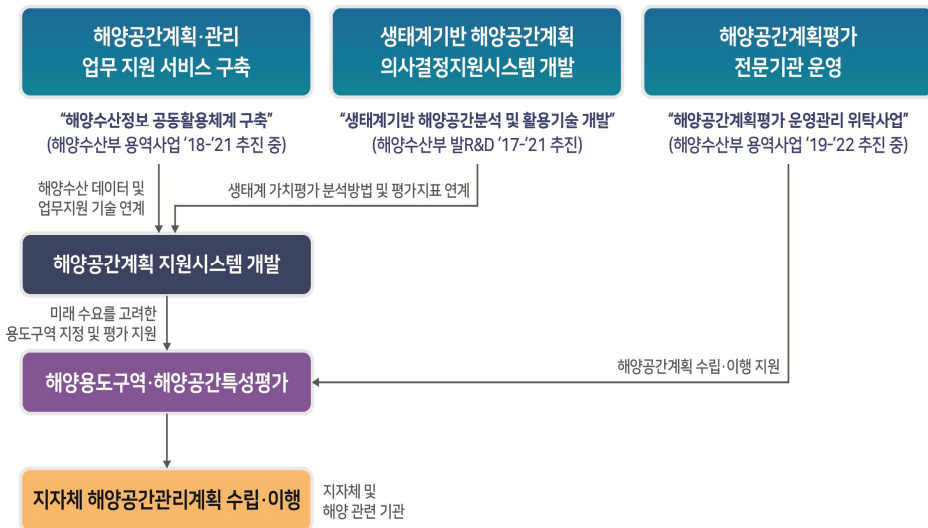 해양공간계획·관리
업무 지원 서비스 구축
생태계기반 해양공간계획
의사결정지원시스템 개발
해양공간계획평가
전문기관 운영
“해양수산정보 공동활용체계 구축”
(해양수산부 용역사업 ‘18-‘21 추진 중)
“생태계기반 해양공간분석 및 활용기술 개발”
(해양수산부 발R&D ‘17-‘21 추진)
“해양공간계획평가 운영관리 위탁사업”
(해양수산부 용역사업 ‘19-‘22 추진 중)
해양수산 데이터 및
업무지원 기술 연계
생태계 가치평가 분석방법 및 평가지표 연계
해양공간계획 지원시스템 개발
미래 수요를 고려한
용도구역 지정 및 평가 지원
해양용도구역·해양공간특성평가
해양공간계획 수립·이행 지원
지자체 해양공간관리계획 수립·이행
지자체 및
해양 관련 기관